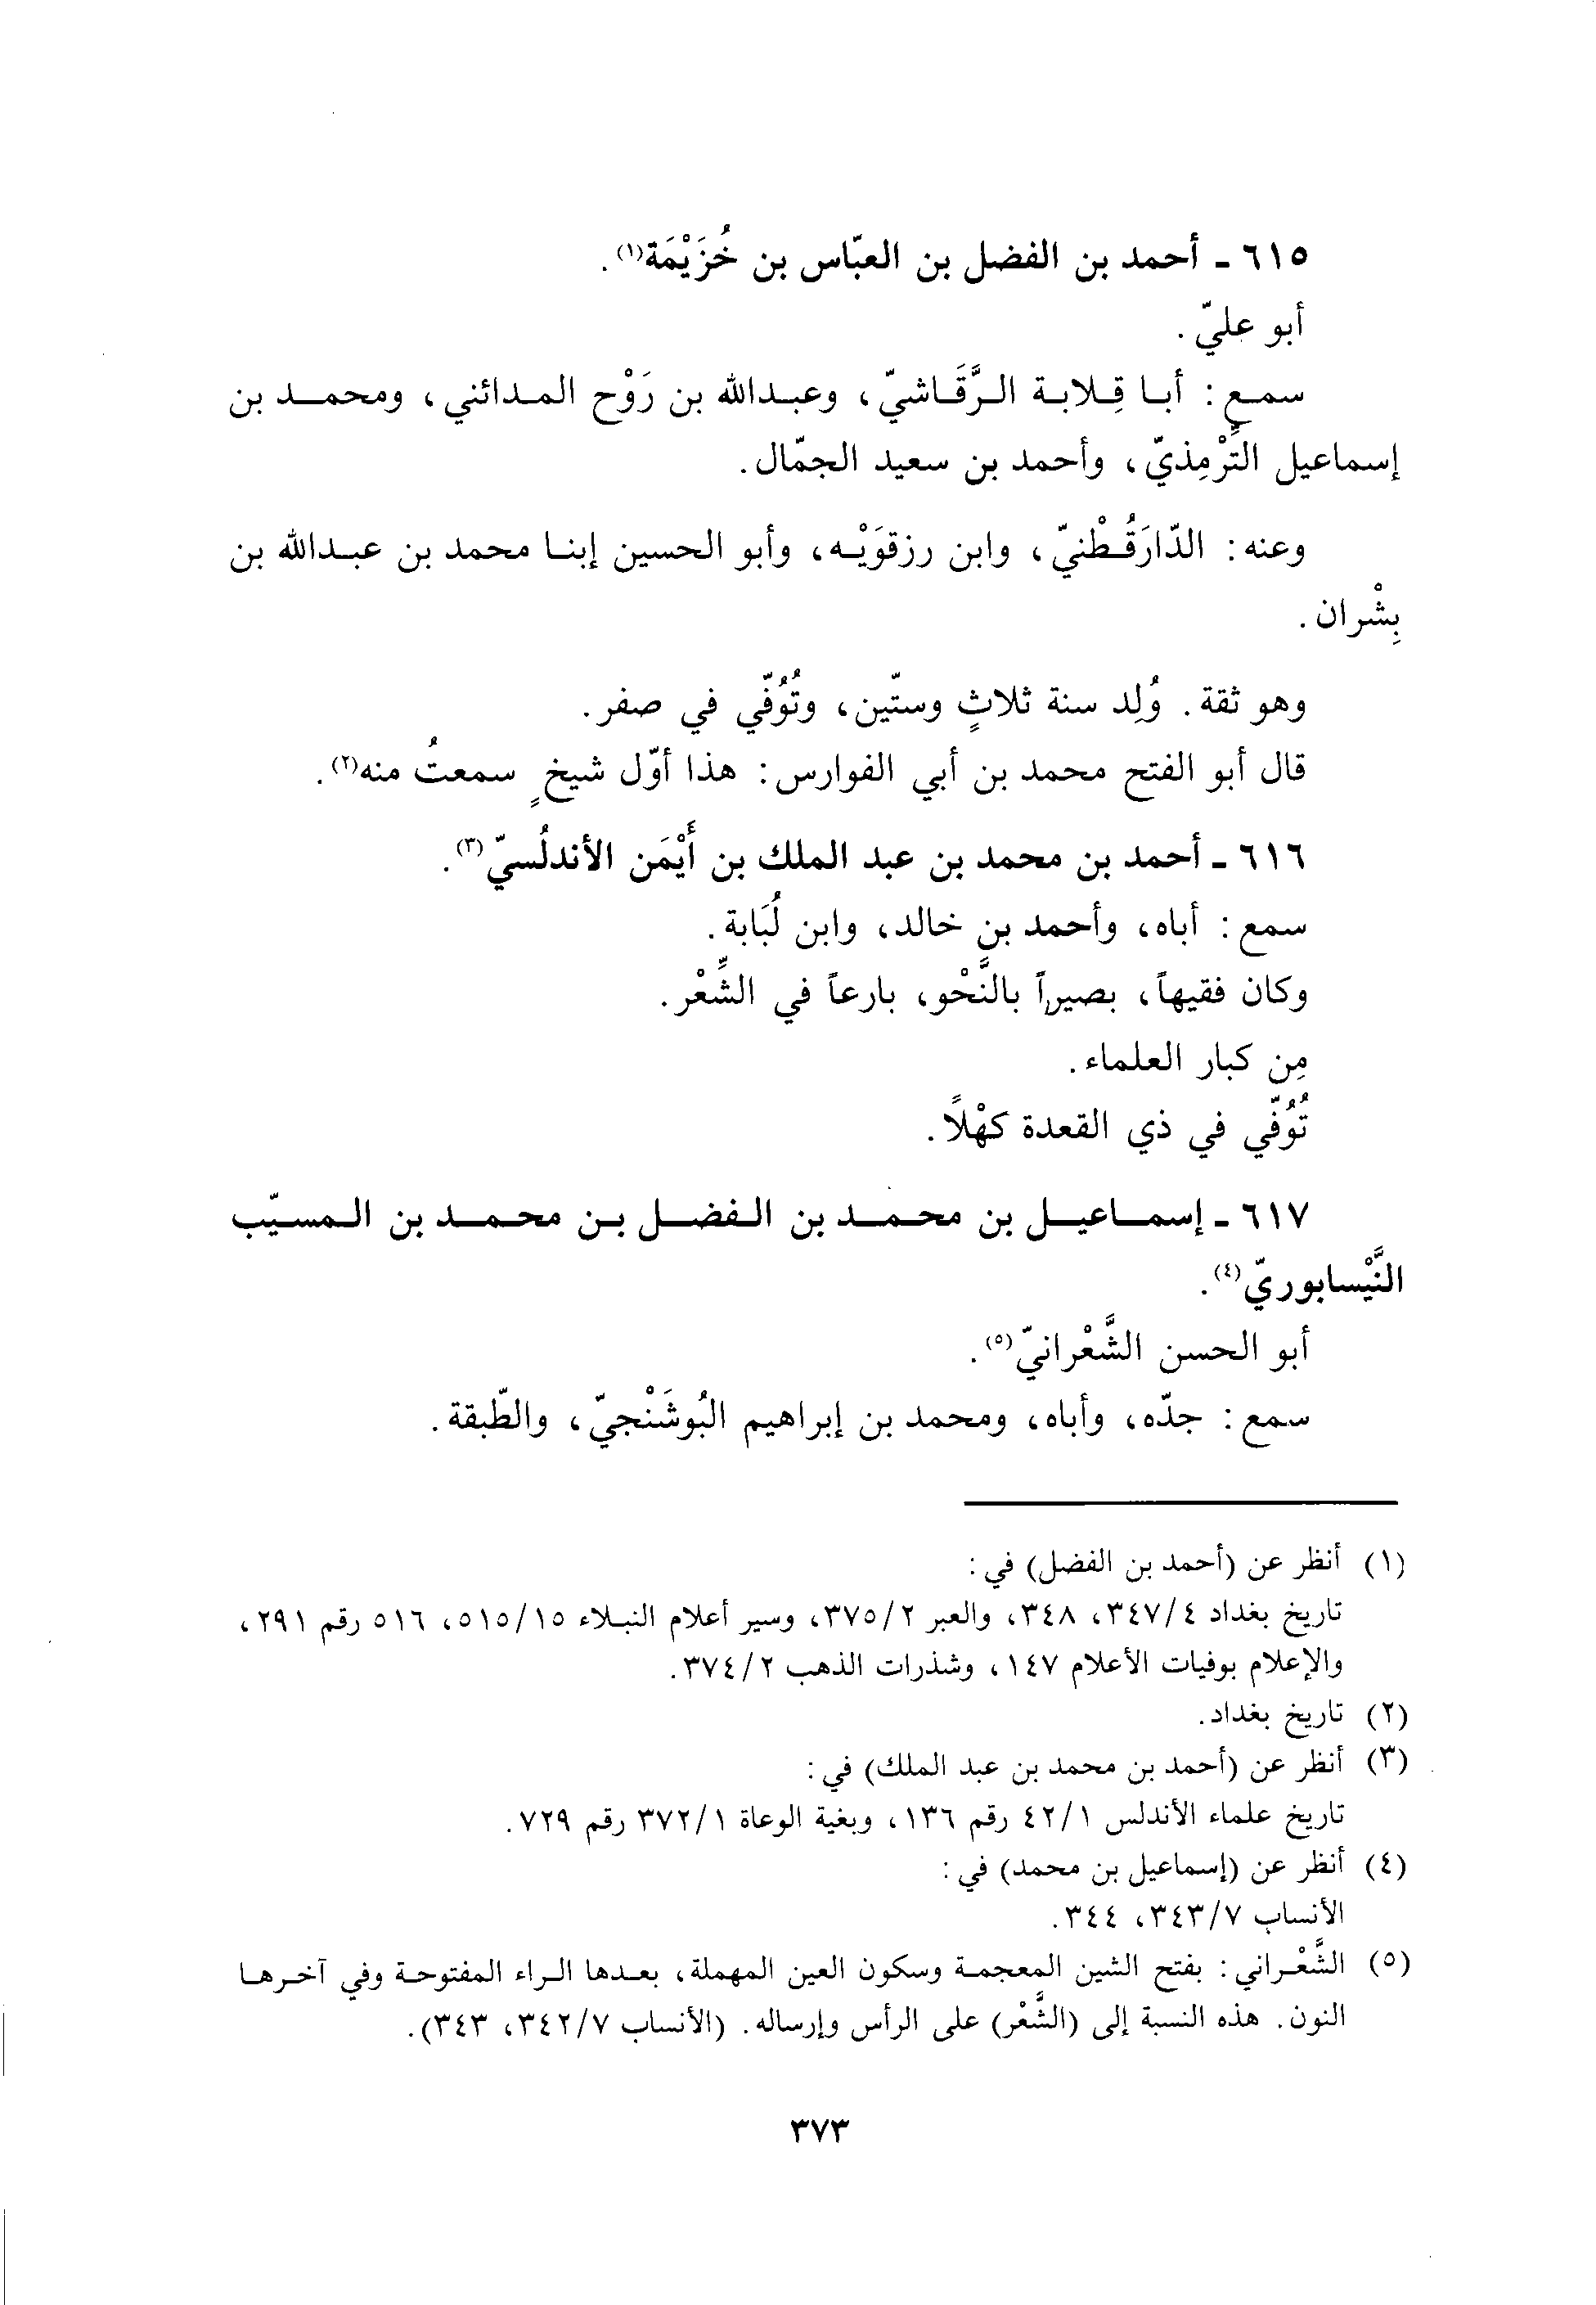 ٦١٥ ـ أحمد بن الفضل بن العبّاس بن خُزَيْمَة(١).
أبو عليّ.
سمع: أبا قِلابة الرَّقَاشيّ، وعبدالله بن رَوْح المدائني، ومحمد بن
إسماعيل التِّرْمِذيّ، وأحمد بن سعيد الجمّال.
وعنه: الدّارَقُطْنيّ، وابن رزقوَيْه، وأبو الحسين إبنا محمد بن عبدالله بن
بِشْران.
وهو ثقة. وُلِد سنة ثلاثٍ وستّين، وتُوُفّي في صفر.
قال أبو الفتح محمد بن أبي الفوارس: هذا أوّل شيخٍ سمعتُ منه(٢).
٦١٦ ـ أحمد بن محمد بن عبد الملك بن أَيْمَن الأندلُسيّ(٣).
سمع: أباه، وأحمد بن خالد، وابن لُبَابة.
وكان فقيهاً، بصيراً بالنَّحْو، بارعاً في الشِّعْر.
مِن كبار العلماء.
تُوُفّي في ذي القعدة كهْلاً.
٦١٧ ـ إسماعيل بن محمد بن الفضل بن محمد بن المسيّب
النَّيْسابوريّ(٤).
أبو الحسن الشَّعْرانيّ(٥).
سمع: جدّه، وأباه، ومحمد بن إبراهيم البُوشَنْجيّ، والطّبقة.
(١) أنظر عن (أحمد بن الفضل) في:
تاريخ بغداد ٣٤٧/٤، ٣٤٨، والعبر ٣٧٥/٢، وسير أعلام النبلاء ٥١٥/١٥، ٥١٦ رقم ٢٩١،
والإعلام بوفيات الأعلام ١٤٧، وشذرات الذهب ٣٧٤/٢.
(٢) تاريخ بغداد.
(٣) أنظر عن (أحمد بن محمد بن عبد الملك) في:
تاريخ علماء الأندلس ٤٢/١ رقم ١٣٦، وبغية الوعاة ٣٧٢/١ رقم ٧٢٩.
(٤) أنظر عن (إسماعيل بن محمد) في:
الأنساب ٣٤٣/٧، ٣٤٤.
(٥) الشَّعْراني: بفتح الشين المعجمة وسكون العين المهملة، بعدها الراء المفتوحة وفي آخرها
النون. هذه النسبة إلى (الشَّعْر) على الرأس وإرساله. (الأنساب ٣٤٢/٧، ٣٤٣).
٣٧٣